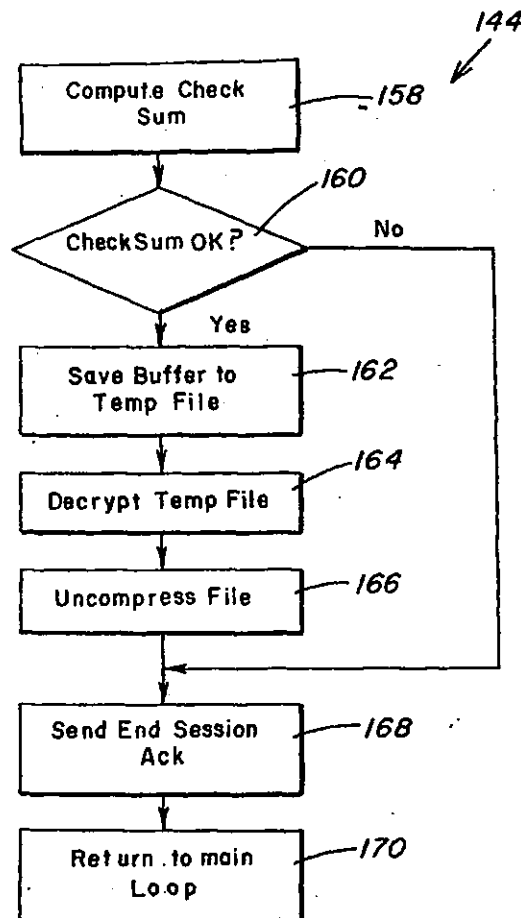 144
Compute Check
Sum
158
160
CheckSum OK?
No
Yes
Save Buffer to
Temp File
162
Decrypt Temp File
164
Uncompress File
166
Send End Session
Ack
168
Return to main
Loop
170